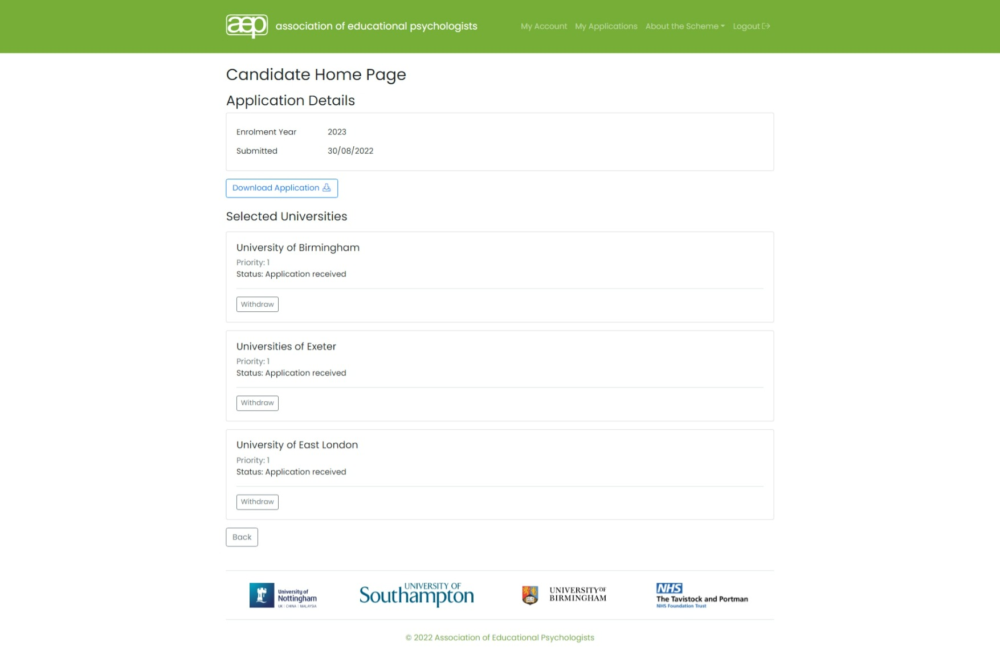 aep association of educational psychologists My Account My Applications About the Scheme Logout
Candidate Home Page
Application Details
Enrolment Year 2023
Submitted 30/08/2022
Download Application
Selected Universities
University of Birmingham
Priority: 1
Status: Application received
Withdraw
Universities of Exeter
Priority: 1
Status: Application received
Withdraw
University of East London
Priority: 1
Status: Application received
Withdraw
Back
University of
Nottingham
UK | CHINA | MALAYSIA
UNIVERSITY OF
Southampton
UNIVERSITY OF
BIRMINGHAM
NHS
The Tavistock and Portman
NHS Foundation Trust
© 2022 Association of Educational Psychologists